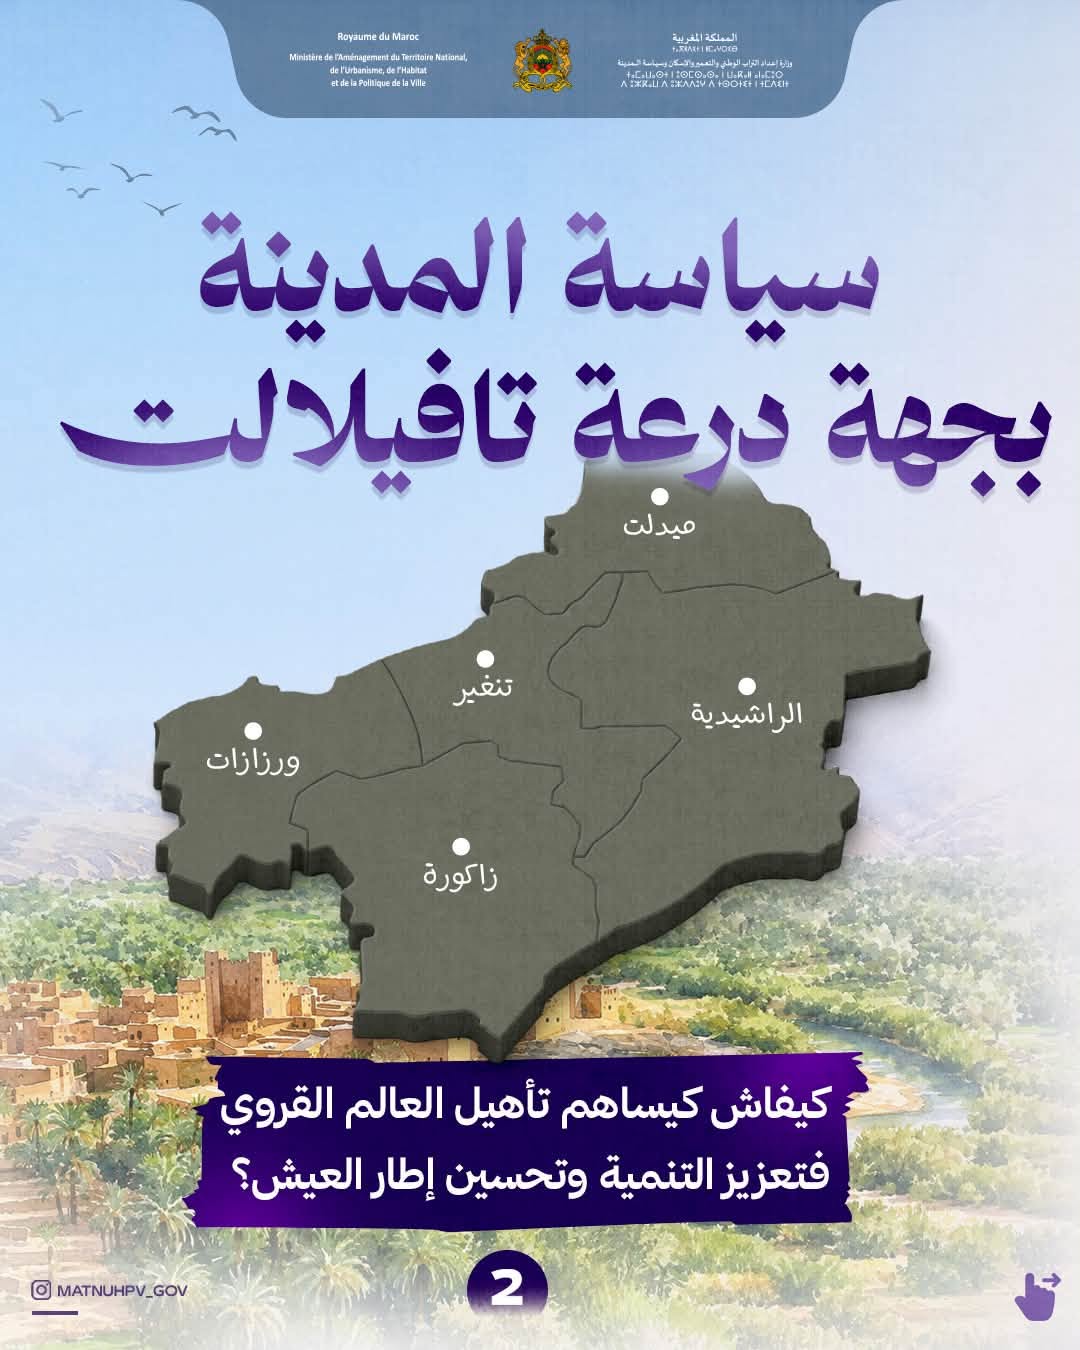 Royaume du Maroc
Ministère de l'Aménagement du Territoire National,
de l'Urbanisme, de l'Habitat
et de la Politique de la Ville
المملكة المغربية
وزارة إعداد التراب الوطني والتعمير والإسكان وسياسة المدينة
سياسة المدينة
بجهة درعة تافيلالت
ميدلت
تنغير
الراشيدية
ورزازات
زاكورة
كيفاش كيساهم تأهيل العالم القروي
فتعزيز التنمية وتحسين إطار العيش؟
2
MATNUHPV_GOV